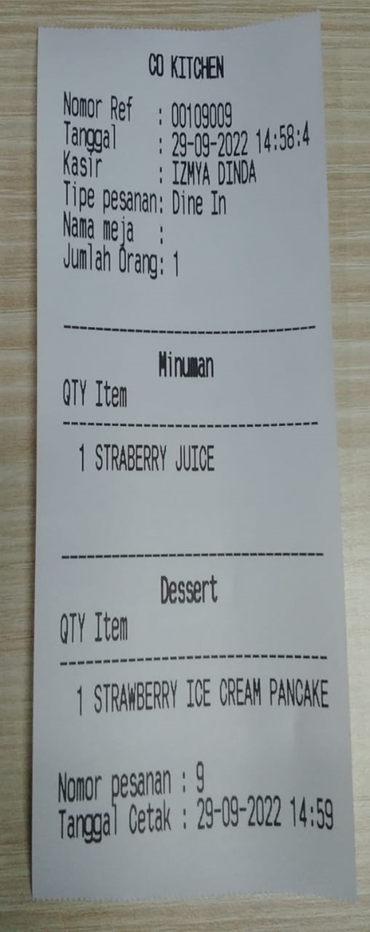 CO KITCHEN
Nomor Ref : 00109009
Tanggal : 29-09-2022 14:58:4
Kasir : IZMYA DINDA
Tipe pesanan: Dine In
Nama meja :
Jumlah Orang: 1
--------------------------------
Minuman
QTY Item
--------------------------------
1 STRABERRY JUICE
--------------------------------
Dessert
QTY Item
--------------------------------
1 STRAWBERRY ICE CREAM PANCAKE
Nomor pesanan : 9
Tanggal Cetak : 29-09-2022 14:59